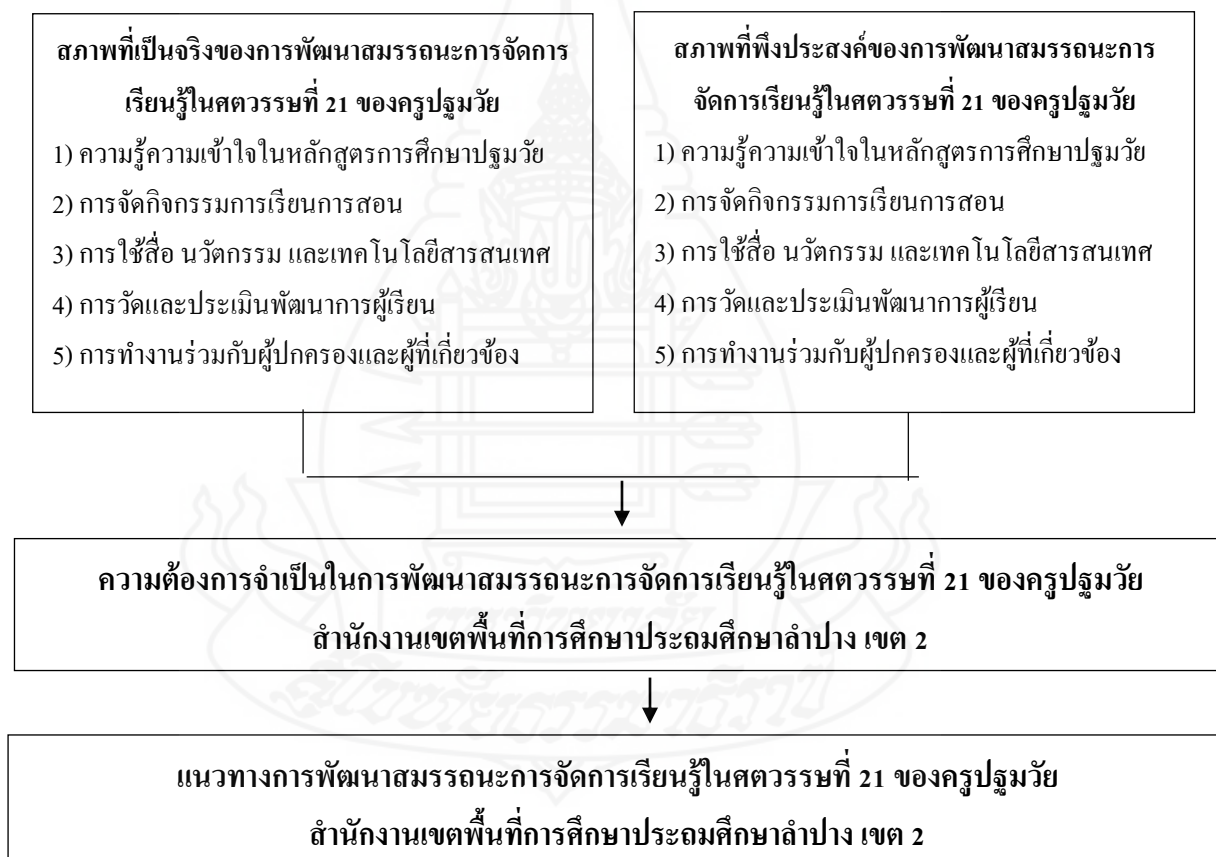 สภาพที่เป็นจริงของการพัฒนาสมรรถนะการจัดการ
เรียนรู้ในศตวรรษที่ 21 ของครูปฐมวัย
1) ความรู้ความเข้าใจในหลักสูตรการศึกษาปฐมวัย
2) การจัดกิจกรรมการเรียนการสอน
3) การใช้สื่อ นวัตกรรม และเทคโนโลยีสารสนเทศ
4) การวัดและประเมินพัฒนาการผู้เรียน
5) การทำงานร่วมกับผู้ปกครองและผู้ที่เกี่ยวข้อง
สภาพที่พึงประสงค์ของการพัฒนาสมรรถนะการ
จัดการเรียนรู้ในศตวรรษที่ 21 ของครูปฐมวัย
1) ความรู้ความเข้าใจในหลักสูตรการศึกษาปฐมวัย
2) การจัดกิจกรรมการเรียนการสอน
3) การใช้สื่อ นวัตกรรม และเทคโนโลยีสารสนเทศ
4) การวัดและประเมินพัฒนาการผู้เรียน
5) การทำงานร่วมกับผู้ปกครองและผู้ที่เกี่ยวข้อง
ความต้องการจำเป็นในการพัฒนาสมรรถนะการจัดการเรียนรู้ในศตวรรษที่ 21 ของครูปฐมวัย
สำนักงานเขตพื้นที่การศึกษาประถมศึกษาลำปาง เขต 2
แนวทางการพัฒนาสมรรถนะการจัดการเรียนรู้ในศตวรรษที่ 21 ของครูปฐมวัย
สำนักงานเขตพื้นที่การศึกษาประถมศึกษาลำปาง เขต 2